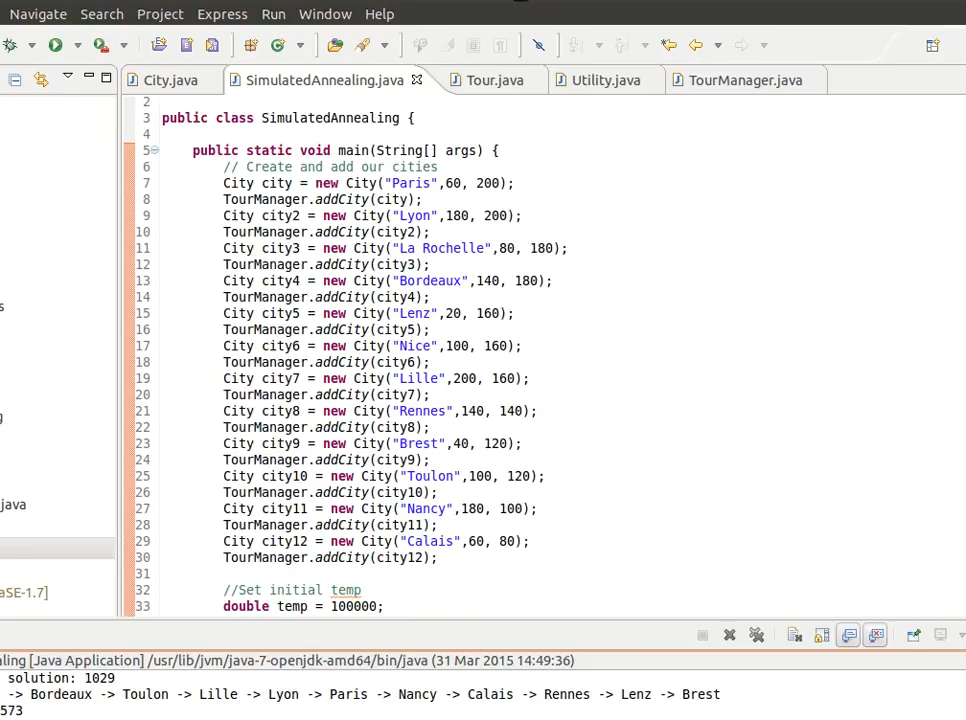 Navigate Search Project Express Run Window Help
City.java SimulatedAnnealing.java Tour.java Utility.java TourManager.java
2
3 public class SimulatedAnnealing {
4
5 public static void main(String[] args) {
6 // Create and add our cities
7 City city = new City("Paris",60, 200);
8 TourManager.addCity(city);
9 City city2 = new City("Lyon",180, 200);
10 TourManager.addCity(city2);
11 City city3 = new City("La Rochelle",80, 180);
12 TourManager.addCity(city3);
13 City city4 = new City("Bordeaux",140, 180);
14 TourManager.addCity(city4);
15 City city5 = new City("Lenz",20, 160);
16 TourManager.addCity(city5);
17 City city6 = new City("Nice",100, 160);
18 TourManager.addCity(city6);
19 City city7 = new City("Lille",200, 160);
20 TourManager.addCity(city7);
21 City city8 = new City("Rennes",140, 140);
22 TourManager.addCity(city8);
23 City city9 = new City("Brest",40, 120);
24 TourManager.addCity(city9);
25 City city10 = new City("Toulon",100, 120);
26 TourManager.addCity(city10);
27 City city11 = new City("Nancy",180, 100);
28 TourManager.addCity(city11);
29 City city12 = new City("Calais",60, 80);
30 TourManager.addCity(city12);
31
32 //Set initial temp
33 double temp = 100000;
s
g
java
aSE-1.7]
aling [Java Application] /usr/lib/jvm/java-7-openjdk-amd64/bin/java (31 Mar 2015 14:49:36)
solution: 1029
-> Bordeaux -> Toulon -> Lille -> Lyon -> Paris -> Nancy -> Calais -> Rennes -> Lenz -> Brest
573